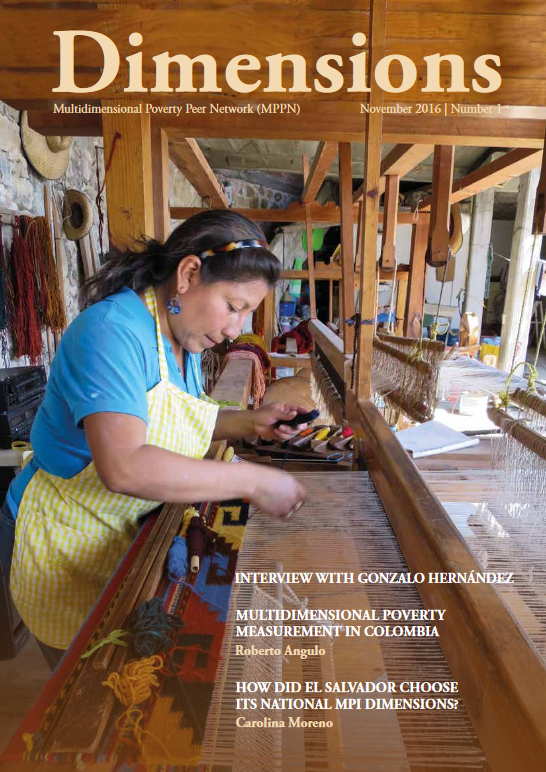 Dimensions
Multidimensional Poverty Peer Network (MPPN) November 2016 | Number 1
INTERVIEW WITH GONZALO HERNÁNDEZ
MULTIDIMENSIONAL POVERTY
MEASUREMENT IN COLOMBIA
Roberto Angulo
HOW DID EL SALVADOR CHOOSE
ITS NATIONAL MPI DIMENSIONS?
Carolina Moreno